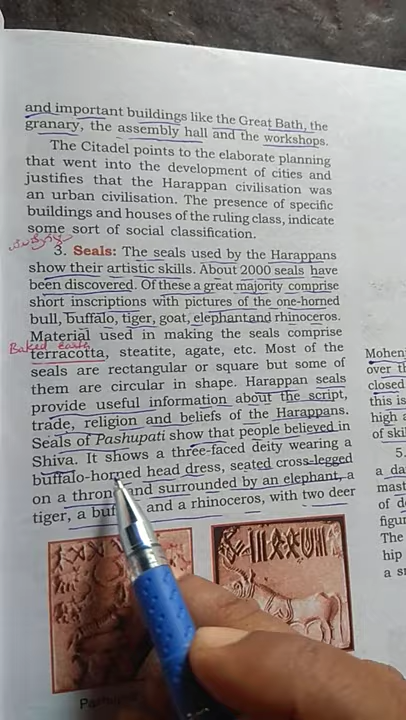 and important buildings like the Great Bath, the
granary, the assembly hall and the workshops.
The Citadel points to the elaborate planning
that went into the development of cities and
justifies that the Harappan civilisation was
an urban civilisation. The presence of specific
buildings and houses of the ruling class, indicate
some sort of social classification.
3. Seals: The seals used by the Harappans
show their artistic skills. About 2000 seals have
been discovered. Of these a great majority comprise
short inscriptions with pictures of the one-horned
bull, buffalo, tiger, goat, elephantand rhinoceros.
Material used in making the seals comprise
Baked earth
terracotta, steatite, agate, etc. Most of the
seals are rectangular or square but some of
them are circular in shape. Harappan seals
provide useful information about the script,
trade, religion and beliefs of the Harappans.
Seals of Pashupati show that people believed in
Shiva. It shows a three-faced deity wearing a
buffalo-horned head dress, seated cross-legged
on a throne and surrounded by an elephant, a
tiger, a and a rhinoceros, with two deer
Mohen
over th
closed
this is
high a
of skil
5.
a da
mast
of d
figur
The
hip
a s